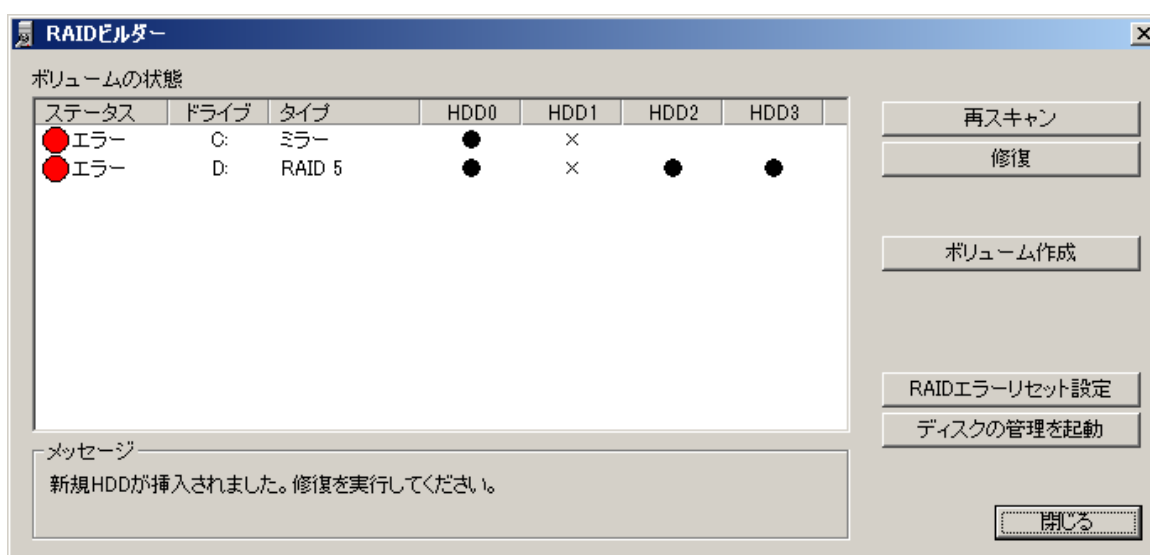 RAIDビルダー
ボリュームの状態
ステータス ドライブ タイプ HDD0 HDD1 HDD2 HDD3
エラー C: ミラー ● ×
エラー D: RAID 5 ● × ● ●
再スキャン
修復
ボリューム作成
RAIDエラーリセット設定
ディスクの管理を起動
メッセージ
新規HDDが挿入されました。修復を実行してください。
閉じる